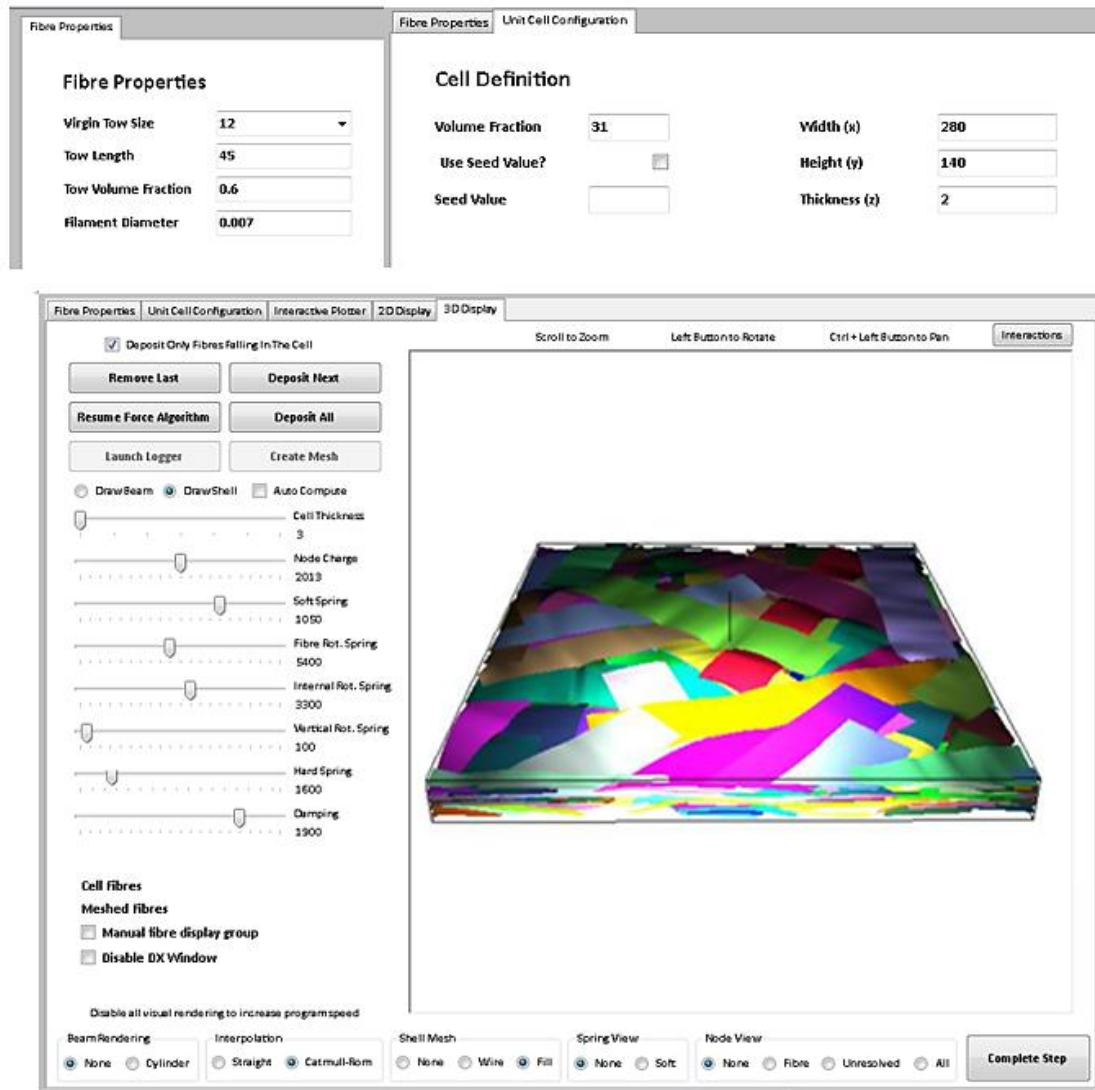 Fibre Properties
Fibre Properties
Virgin Tow Size 12
Tow Length 45
Tow Volume Fraction 0.6
Filament Diameter 0.007
Fibre Properties Unit Cell Configuration
Cell Definition
Volume Fraction 31 Width (x) 280
Use Seed Value? Height (y) 140
Seed Value Thickness (z) 2
Fibre Properties Unit Cell Configuration Interactive Plotter 2D Display 3D Display
Deposit Only Fibres Falling In The Cell Scroll to Zoom Left Button to Rotate Ctrl + Left Button to Pan Interactions
Remove Last Deposit Next
Resume Force Algorithm Deposit All
Launch Logger Create Mesh
Draw Beam Draw Shell Auto Compute
Cell Thickness
3
Node Charge
2013
Soft Spring
1050
Fibre Rot. Spring
5400
Internal Rot. Spring
3300
Vertical Rot. Spring
100
Hard Spring
1600
Damping
1900
Cell Fibres
Meshed Fibres
Manual fibre display group
Disable DX Window
Disable all visual rendering to increase program speed
Beam Rendering Interpolation Shell Mesh Spring View Node View
None Cylinder Straight Catmull-Rom None Wire Fill None Soft None Fibre Unresolved All Complete Step